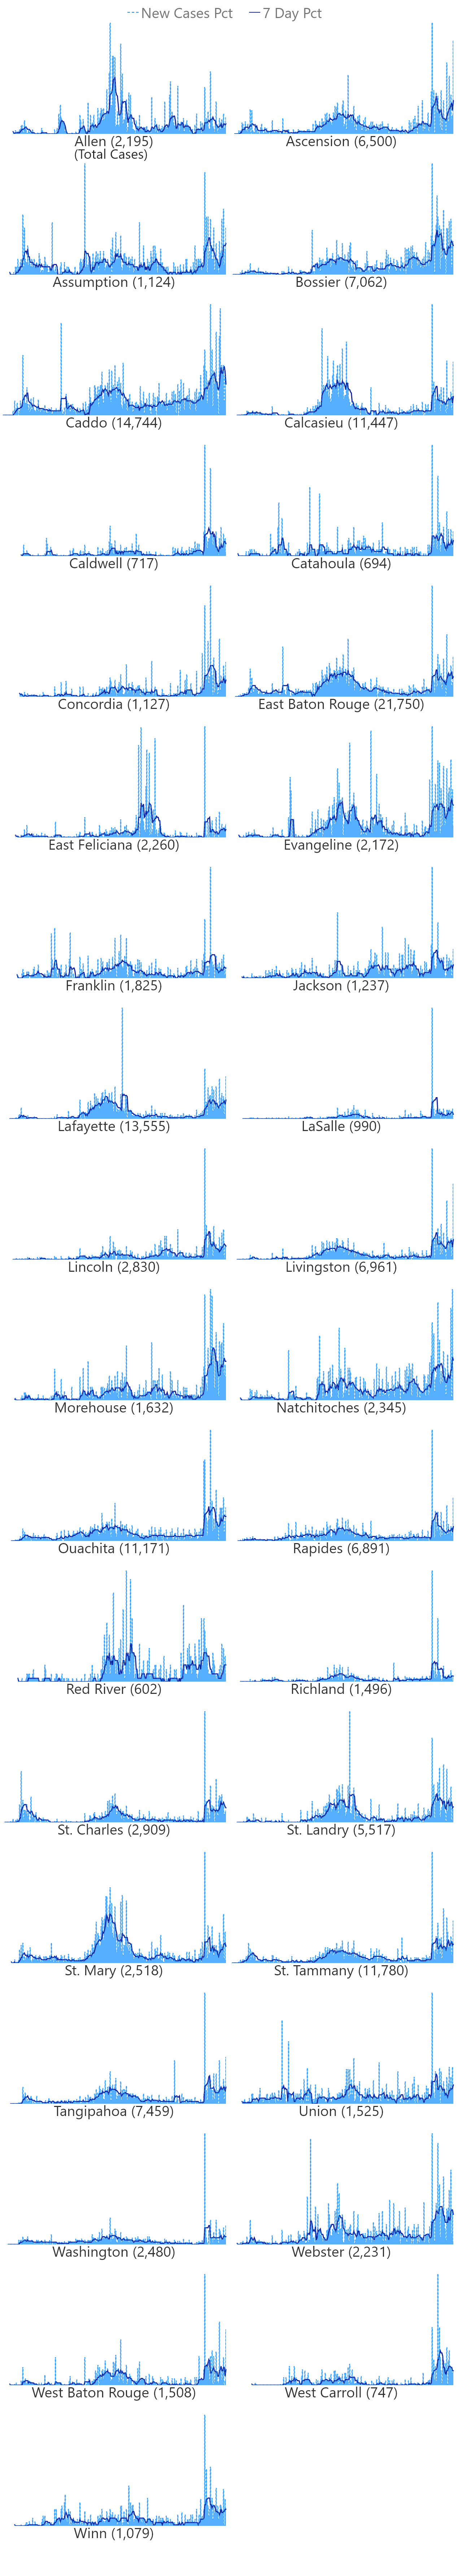 New Cases Pct 7 Day Pct
Allen (2,195) Ascension (6,500)
(Total Cases)
Assumption (1,124) Bossier (7,062)
Caddo (14,744) Calcasieu (11,447)
Caldwell (717) Catahoula (694)
Concordia (1,127) East Baton Rouge (21,750)
East Feliciana (2,260) Evangeline (2,172)
Franklin (1,825) Jackson (1,237)
Lafayette (13,555) LaSalle (990)
Lincoln (2,830) Livingston (6,961)
Morehouse (1,632) Natchitoches (2,345)
Ouachita (11,171) Rapides (6,891)
Red River (602) Richland (1,496)
St. Charles (2,909) St. Landry (5,517)
St. Mary (2,518) St. Tammany (11,780)
Tangipahoa (7,459) Union (1,525)
Washington (2,480) Webster (2,231)
West Baton Rouge (1,508) West Carroll (747)
Winn (1,079)